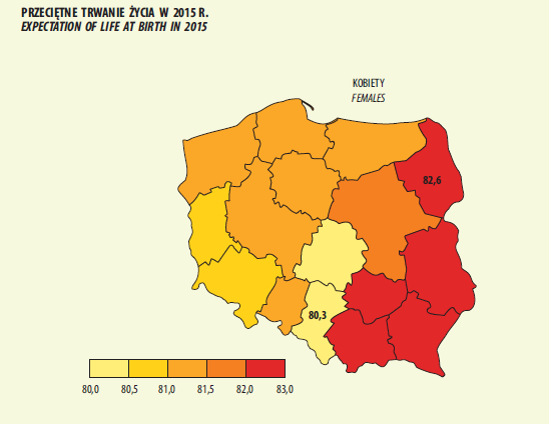 PRZECIĘTNE TRWANIE ŻYCIA W 2015 R.
EXPECTATION OF LIFE AT BIRTH IN 2015
KOBIETY
FEMALES
82,6
80,3
80,0 80,5 81,0 81,5 82,0 83,0